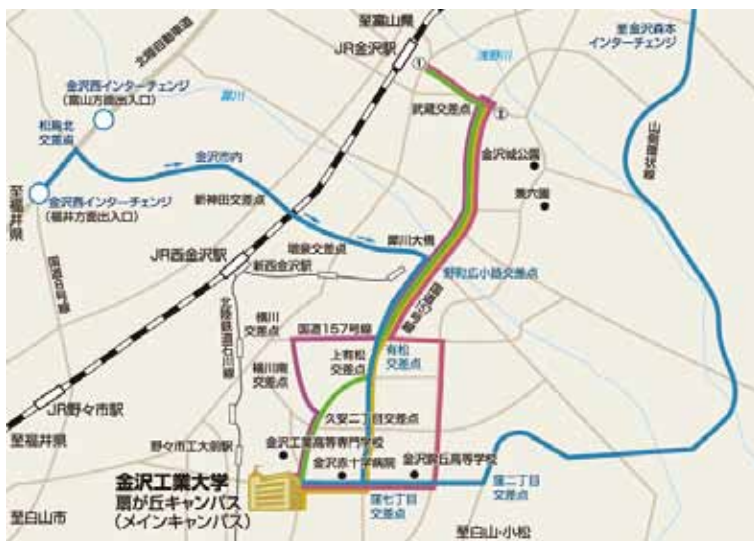 至富山県
JR金沢駅
北陸自動車道
浅野川
至金沢森本
インターチェンジ
金沢西インターチェンジ
(富山方面出入口)
犀川
①
武蔵交差点
②
松島北
交差点
金沢市内
金沢城公園
山側環状線
兼六園
至福井県
金沢西インターチェンジ
(福井方面出入口)
新神田交差点
国道8号線
JR西金沢駅
増泉交差点
犀川大橋
新西金沢駅
野町広小路交差点
北陸鉄道石川線
横川
交差点
国道157号線
国道157号線
上有松
交差点
有松
交差点
横川南
交差点
JR野々市駅
久安二丁目交差点
至福井県
野々市工大前駅
金沢工業高等専門学校
金沢赤十字病院
金沢錦丘高等学校
金沢工業大学
扇が丘キャンパス
(メインキャンパス)
窪二丁目
交差点
窪七丁目
交差点
至白山市
至白山・小松